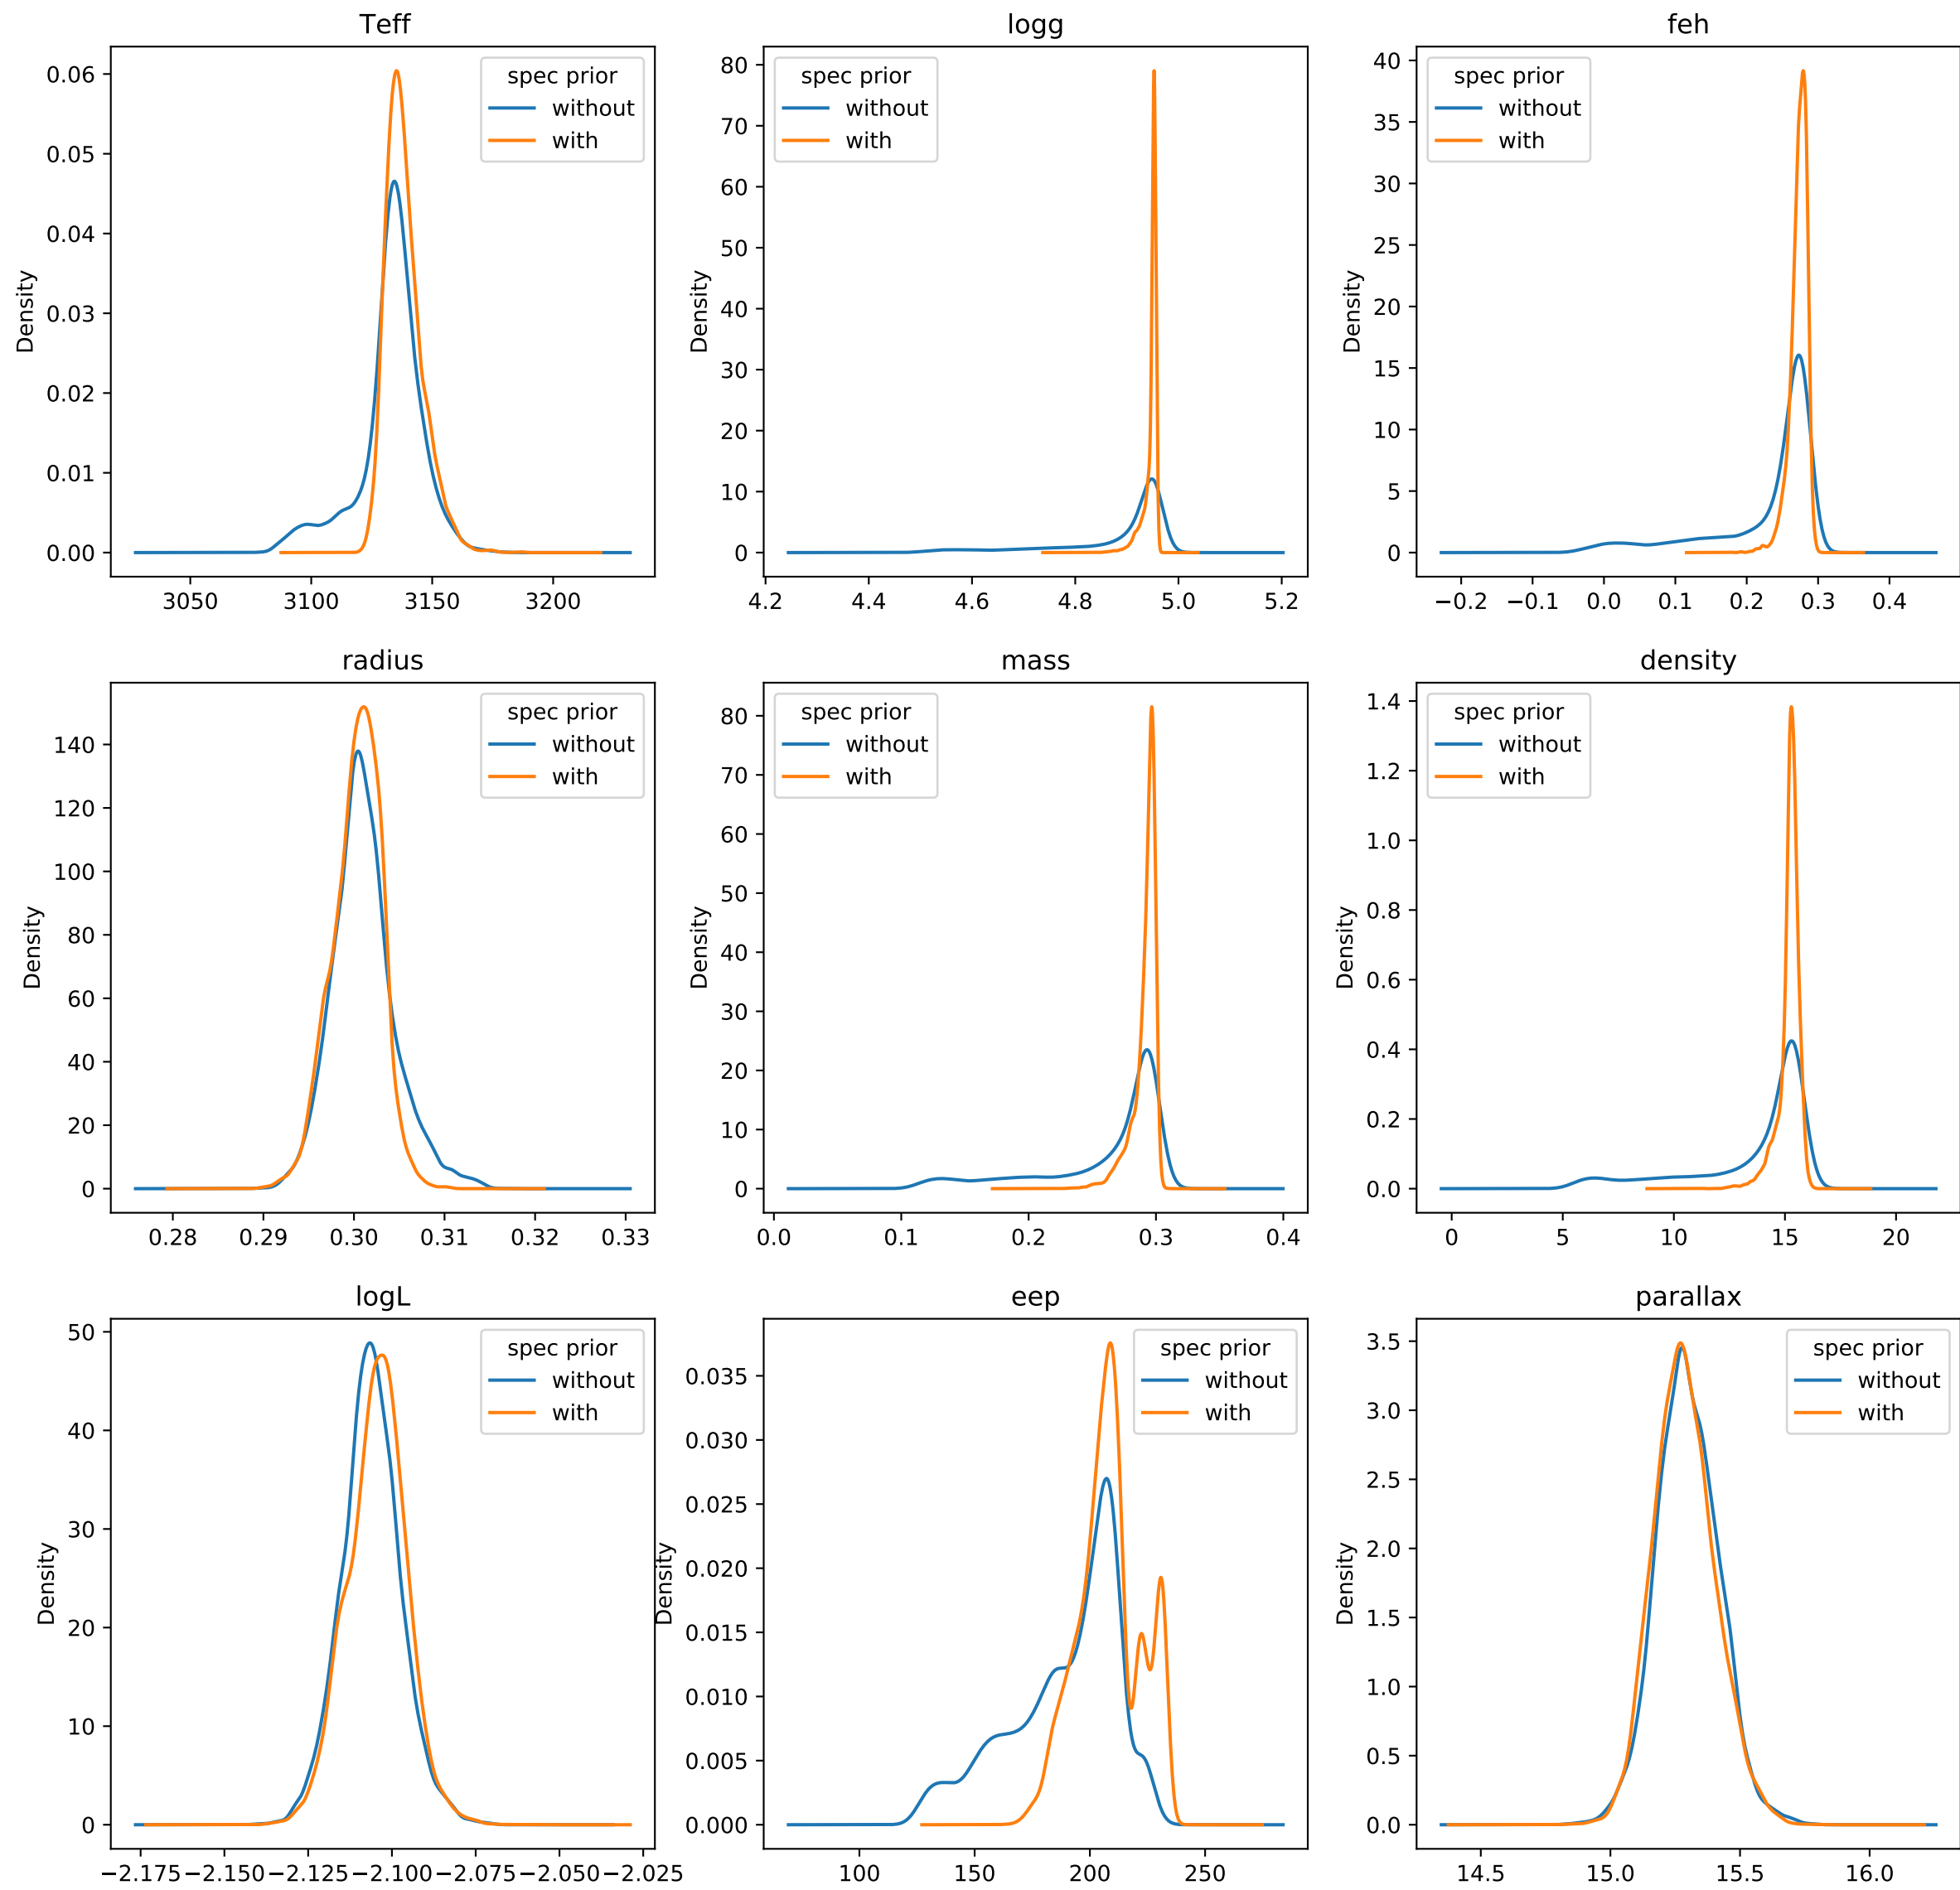 Teff
logg
feh
0.06
0.05
0.04
0.03
0.02
0.01
0.00
Density
spec prior
without
with
3050 3100 3150 3200
80
70
60
50
40
30
20
10
0
Density
spec prior
without
with
4.2 4.4 4.6 4.8 5.0 5.2
40
35
30
25
20
15
10
5
0
Density
spec prior
without
with
−0.2 −0.1 0.0 0.1 0.2 0.3 0.4
radius
mass
density
140
120
100
80
60
40
20
0
Density
spec prior
without
with
0.28 0.29 0.30 0.31 0.32 0.33
80
70
60
50
40
30
20
10
0
Density
spec prior
without
with
0.0 0.1 0.2 0.3 0.4
1.4
1.2
1.0
0.8
0.6
0.4
0.2
0.0
Density
spec prior
without
with
0 5 10 15 20
logL
eep
parallax
50
40
30
20
10
0
Density
spec prior
without
with
−2.175 −2.150 −2.125 −2.100 −2.075 −2.050 −2.025
0.035
0.030
0.025
0.020
0.015
0.010
0.005
0.000
Density
spec prior
without
with
100 150 200 250
3.5
3.0
2.5
2.0
1.5
1.0
0.5
0.0
Density
spec prior
without
with
14.5 15.0 15.5 16.0